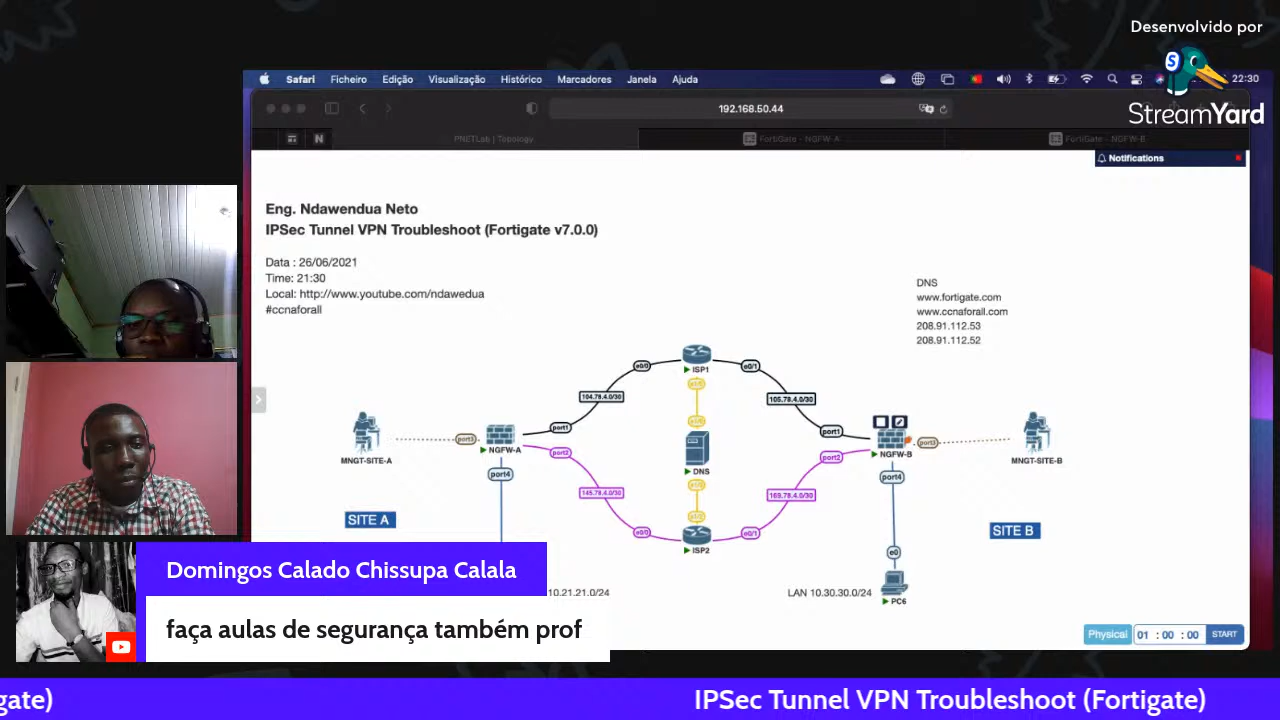 Desenvolvido por
StreamYard
Safari Ficheiro Edição Visualização Histórico Marcadores Janela Ajuda 22:30
192.168.50.44
PNETLab | Topology
FortiGate - NGFW-A
FortiGate - NGFW-B
Notifications
Eng. Ndawendua Neto
IPSec Tunnel VPN Troubleshoot (Fortigate v7.0.0)
Data : 26/06/2021
Time: 21:30
Local: http://www.youtube.com/ndawedua
#ccnaforall
DNS
www.fortigate.com
www.ccnaforall.com
208.91.112.53
208.91.112.52
ISP1
e0/0
e0/1
104.78.4.0/30
105.78.4.0/30
port1
port1
MNGT-SITE-A
port3
NGFW-A
port2
port4
DNS
NGFW-B
port3
port2
port4
MNGT-SITE-B
145.78.4.0/30
169.78.4.0/30
e0/0
e0/1
ISP2
SITE A
SITE B
e0
10.21.21.0/24
LAN 10.30.30.0/24
PC6
Physical 01 : 00 : 00 START
Domingos Calado Chissupa Calala
faça aulas de segurança também prof
gate)
IPSec Tunnel VPN Troubleshoot (Fortigate)